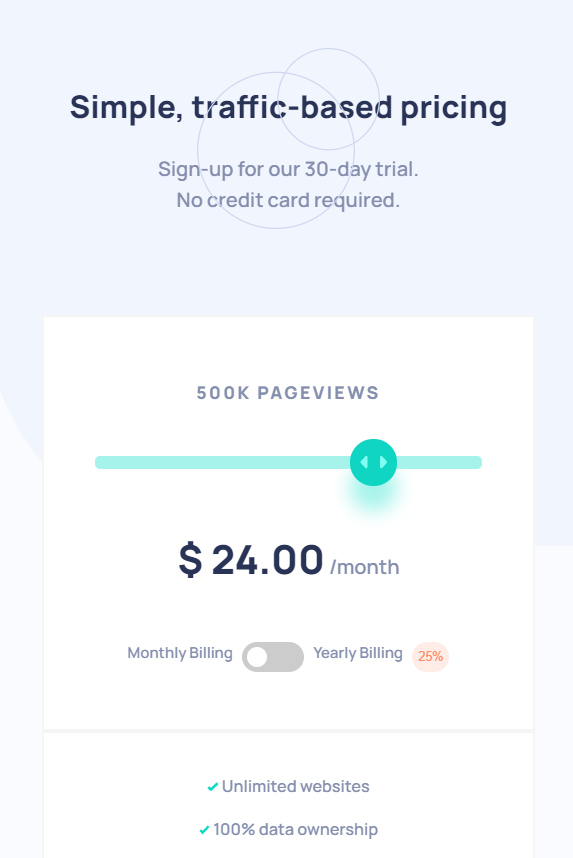 Simple, traffic-based pricing
Sign-up for our 30-day trial.
No credit card required.
500K PAGEVIEWS
$ 24.00 /month
Monthly Billing Yearly Billing 25%
Unlimited websites
100% data ownership